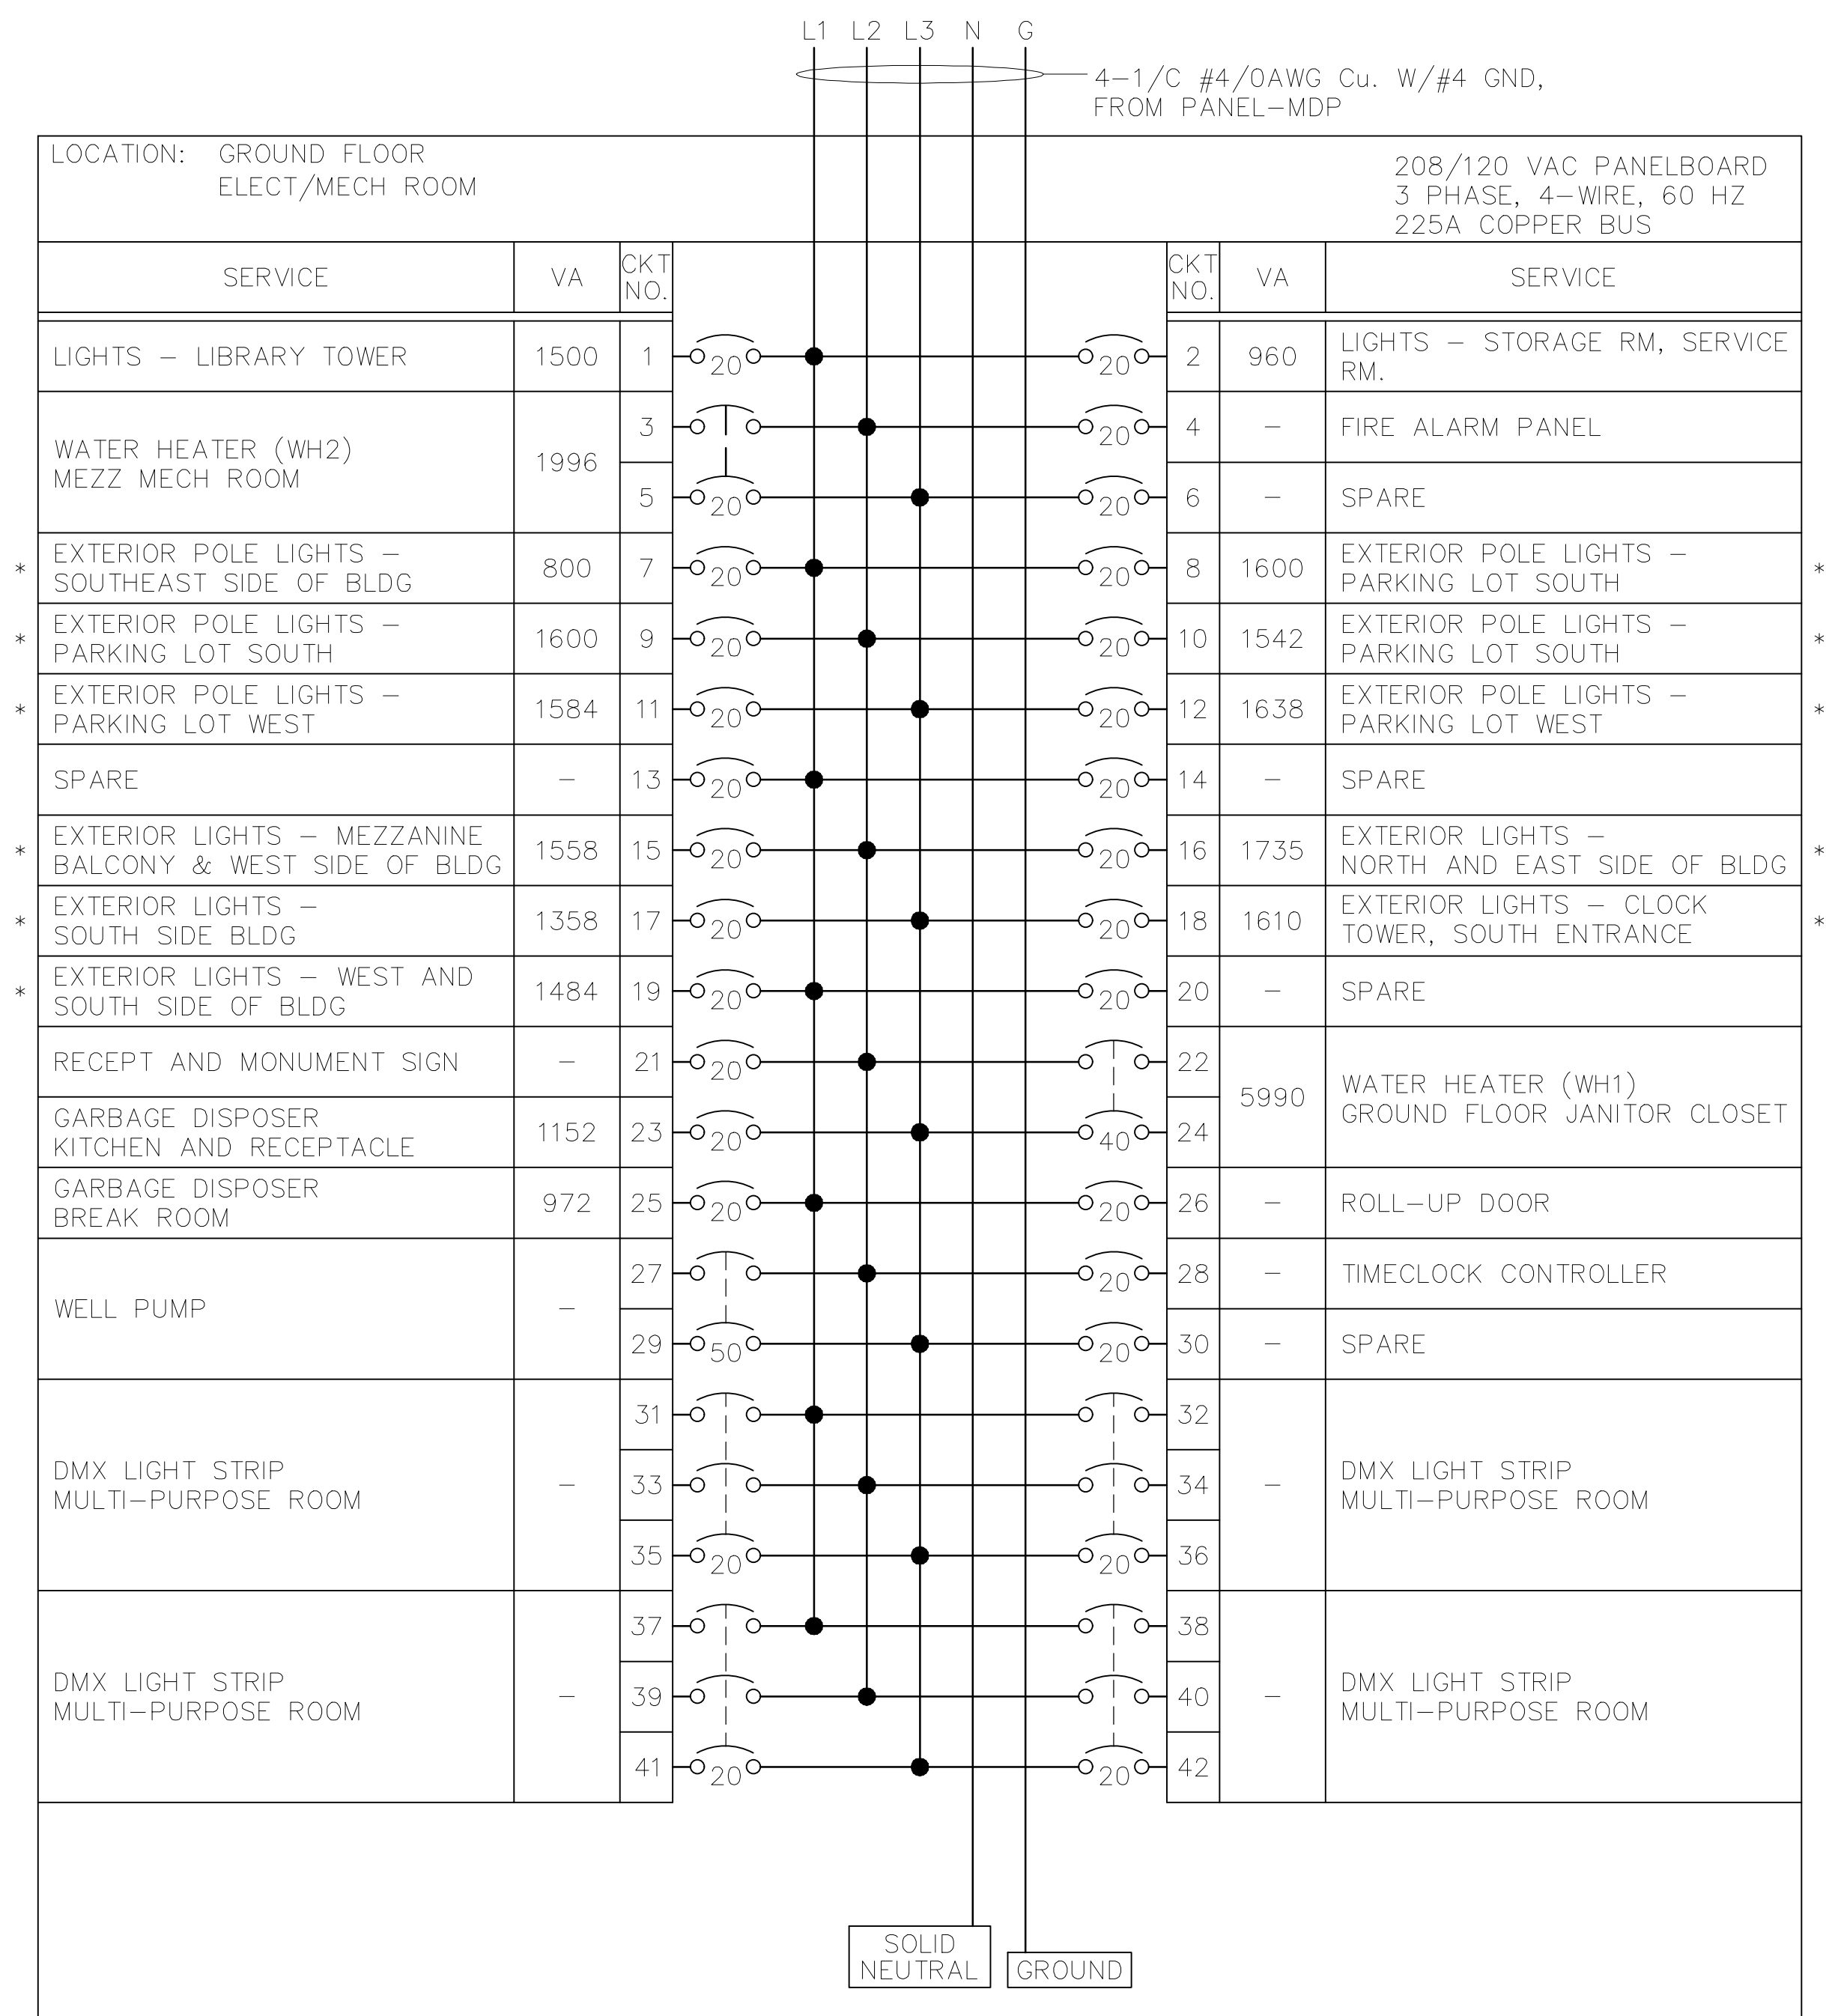 L1 L2 L3 N G
4-1/C #4/0AWG Cu. W/#4 GND,
FROM PANEL-MDP
LOCATION: GROUND FLOOR
ELECT/MECH ROOM
208/120 VAC PANELBOARD
3 PHASE, 4-WIRE, 60 HZ
225A COPPER BUS
SERVICE VA CKT NO. CKT NO. VA SERVICE
LIGHTS - LIBRARY TOWER 1500 1 20 20 2 960 LIGHTS - STORAGE RM, SERVICE
RM.
3 20 4 - FIRE ALARM PANEL
WATER HEATER (WH2)
MEZZ MECH ROOM 1996
5 20 20 6 - SPARE
* EXTERIOR POLE LIGHTS -
SOUTHEAST SIDE OF BLDG 800 7 20 20 8 1600 EXTERIOR POLE LIGHTS -
PARKING LOT SOUTH *
* EXTERIOR POLE LIGHTS -
PARKING LOT SOUTH 1600 9 20 20 10 1542 EXTERIOR POLE LIGHTS -
PARKING LOT SOUTH *
* EXTERIOR POLE LIGHTS -
PARKING LOT WEST 1584 11 20 20 12 1638 EXTERIOR POLE LIGHTS -
PARKING LOT WEST *
SPARE - 13 20 20 14 - SPARE
* EXTERIOR LIGHTS - MEZZANINE
BALCONY & WEST SIDE OF BLDG 1558 15 20 20 16 1735 EXTERIOR LIGHTS -
NORTH AND EAST SIDE OF BLDG *
* EXTERIOR LIGHTS -
SOUTH SIDE BLDG 1358 17 20 20 18 1610 EXTERIOR LIGHTS - CLOCK
TOWER, SOUTH ENTRANCE *
* EXTERIOR LIGHTS - WEST AND
SOUTH SIDE OF BLDG 1484 19 20 20 20 - SPARE
RECEPT AND MONUMENT SIGN - 21 20 22
5990 WATER HEATER (WH1)
GROUND FLOOR JANITOR CLOSET
GARBAGE DISPOSER
KITCHEN AND RECEPTACLE 1152 23 20 40 24
GARBAGE DISPOSER
BREAK ROOM 972 25 20 20 26 - ROLL-UP DOOR
27 20 28 - TIMECLOCK CONTROLLER
WELL PUMP -
29 50 20 30 - SPARE
31 32
DMX LIGHT STRIP
MULTI-PURPOSE ROOM - 33 34 - DMX LIGHT STRIP
MULTI-PURPOSE ROOM
35 20 20 36
37 38
DMX LIGHT STRIP
MULTI-PURPOSE ROOM - 39 40 - DMX LIGHT STRIP
MULTI-PURPOSE ROOM
41 20 20 42
SOLID
NEUTRAL
GROUND